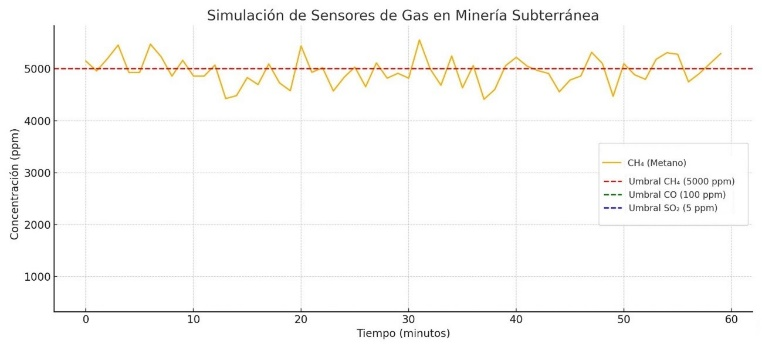 Simulación de Sensores de Gas en Minería Subterránea
Concentración (ppm)
5000
4000
3000
2000
1000
CH₄ (Metano)
Umbral CH₄ (5000 ppm)
Umbral CO (100 ppm)
Umbral SO₂ (5 ppm)
0 10 20 30 40 50 60
Tiempo (minutos)